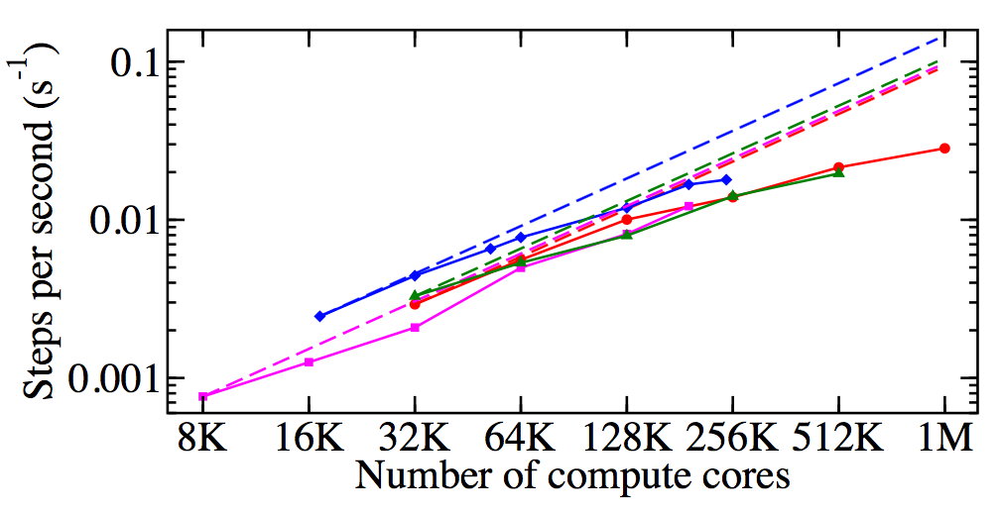 Steps per second (s⁻¹)
0.1
0.01
0.001
8K 16K 32K 64K 128K 256K 512K 1M
Number of compute cores